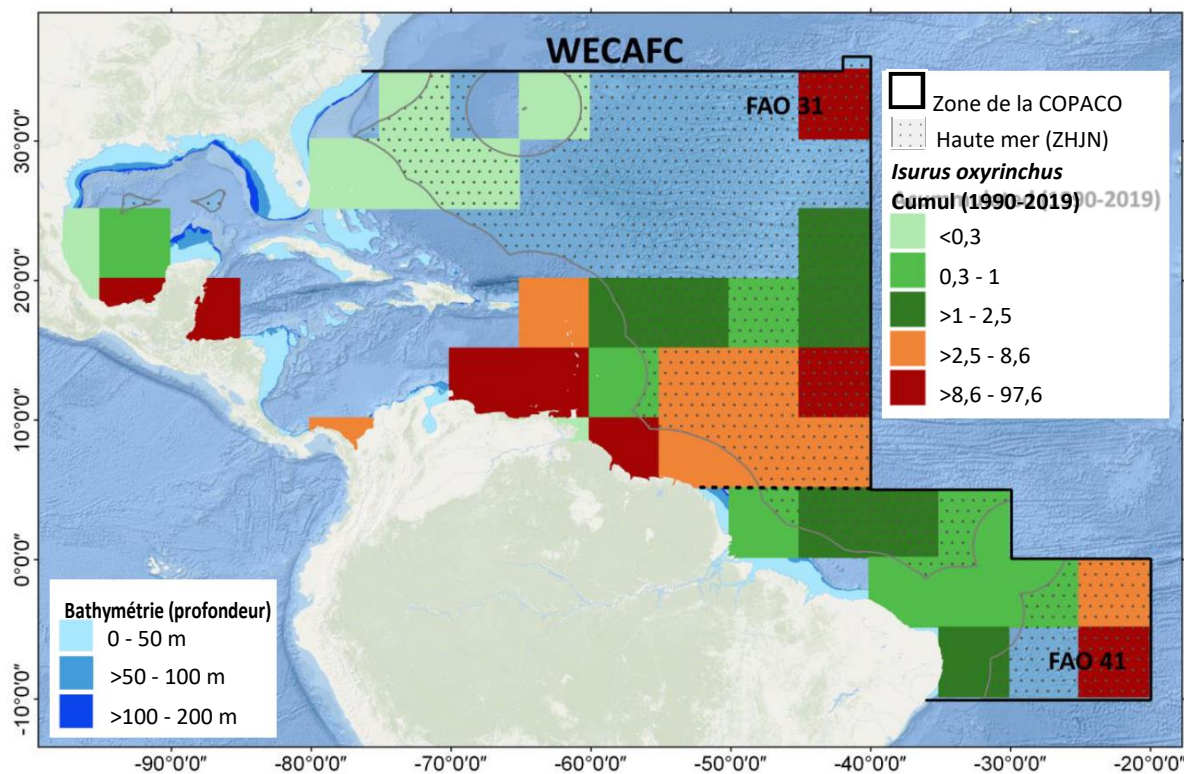 WECAFC
FAO 31
Zone de la COPACO
Haute mer (ZHJN)
Isurus oxyrinchus
Cumul (1990-2019)
<0,3
0,3 - 1
>1 - 2,5
>2,5 - 8,6
>8,6 - 97,6
30°0'0"
20°0'0"
10°0'0"
0°0'0"
-10°0'0"
Bathymétrie (profondeur)
0 - 50 m
>50 - 100 m
>100 - 200 m
FAO 41
-90°0'0" -80°0'0" -70°0'0" -60°0'0" -50°0'0" -40°0'0" -30°0'0" -20°0'0"